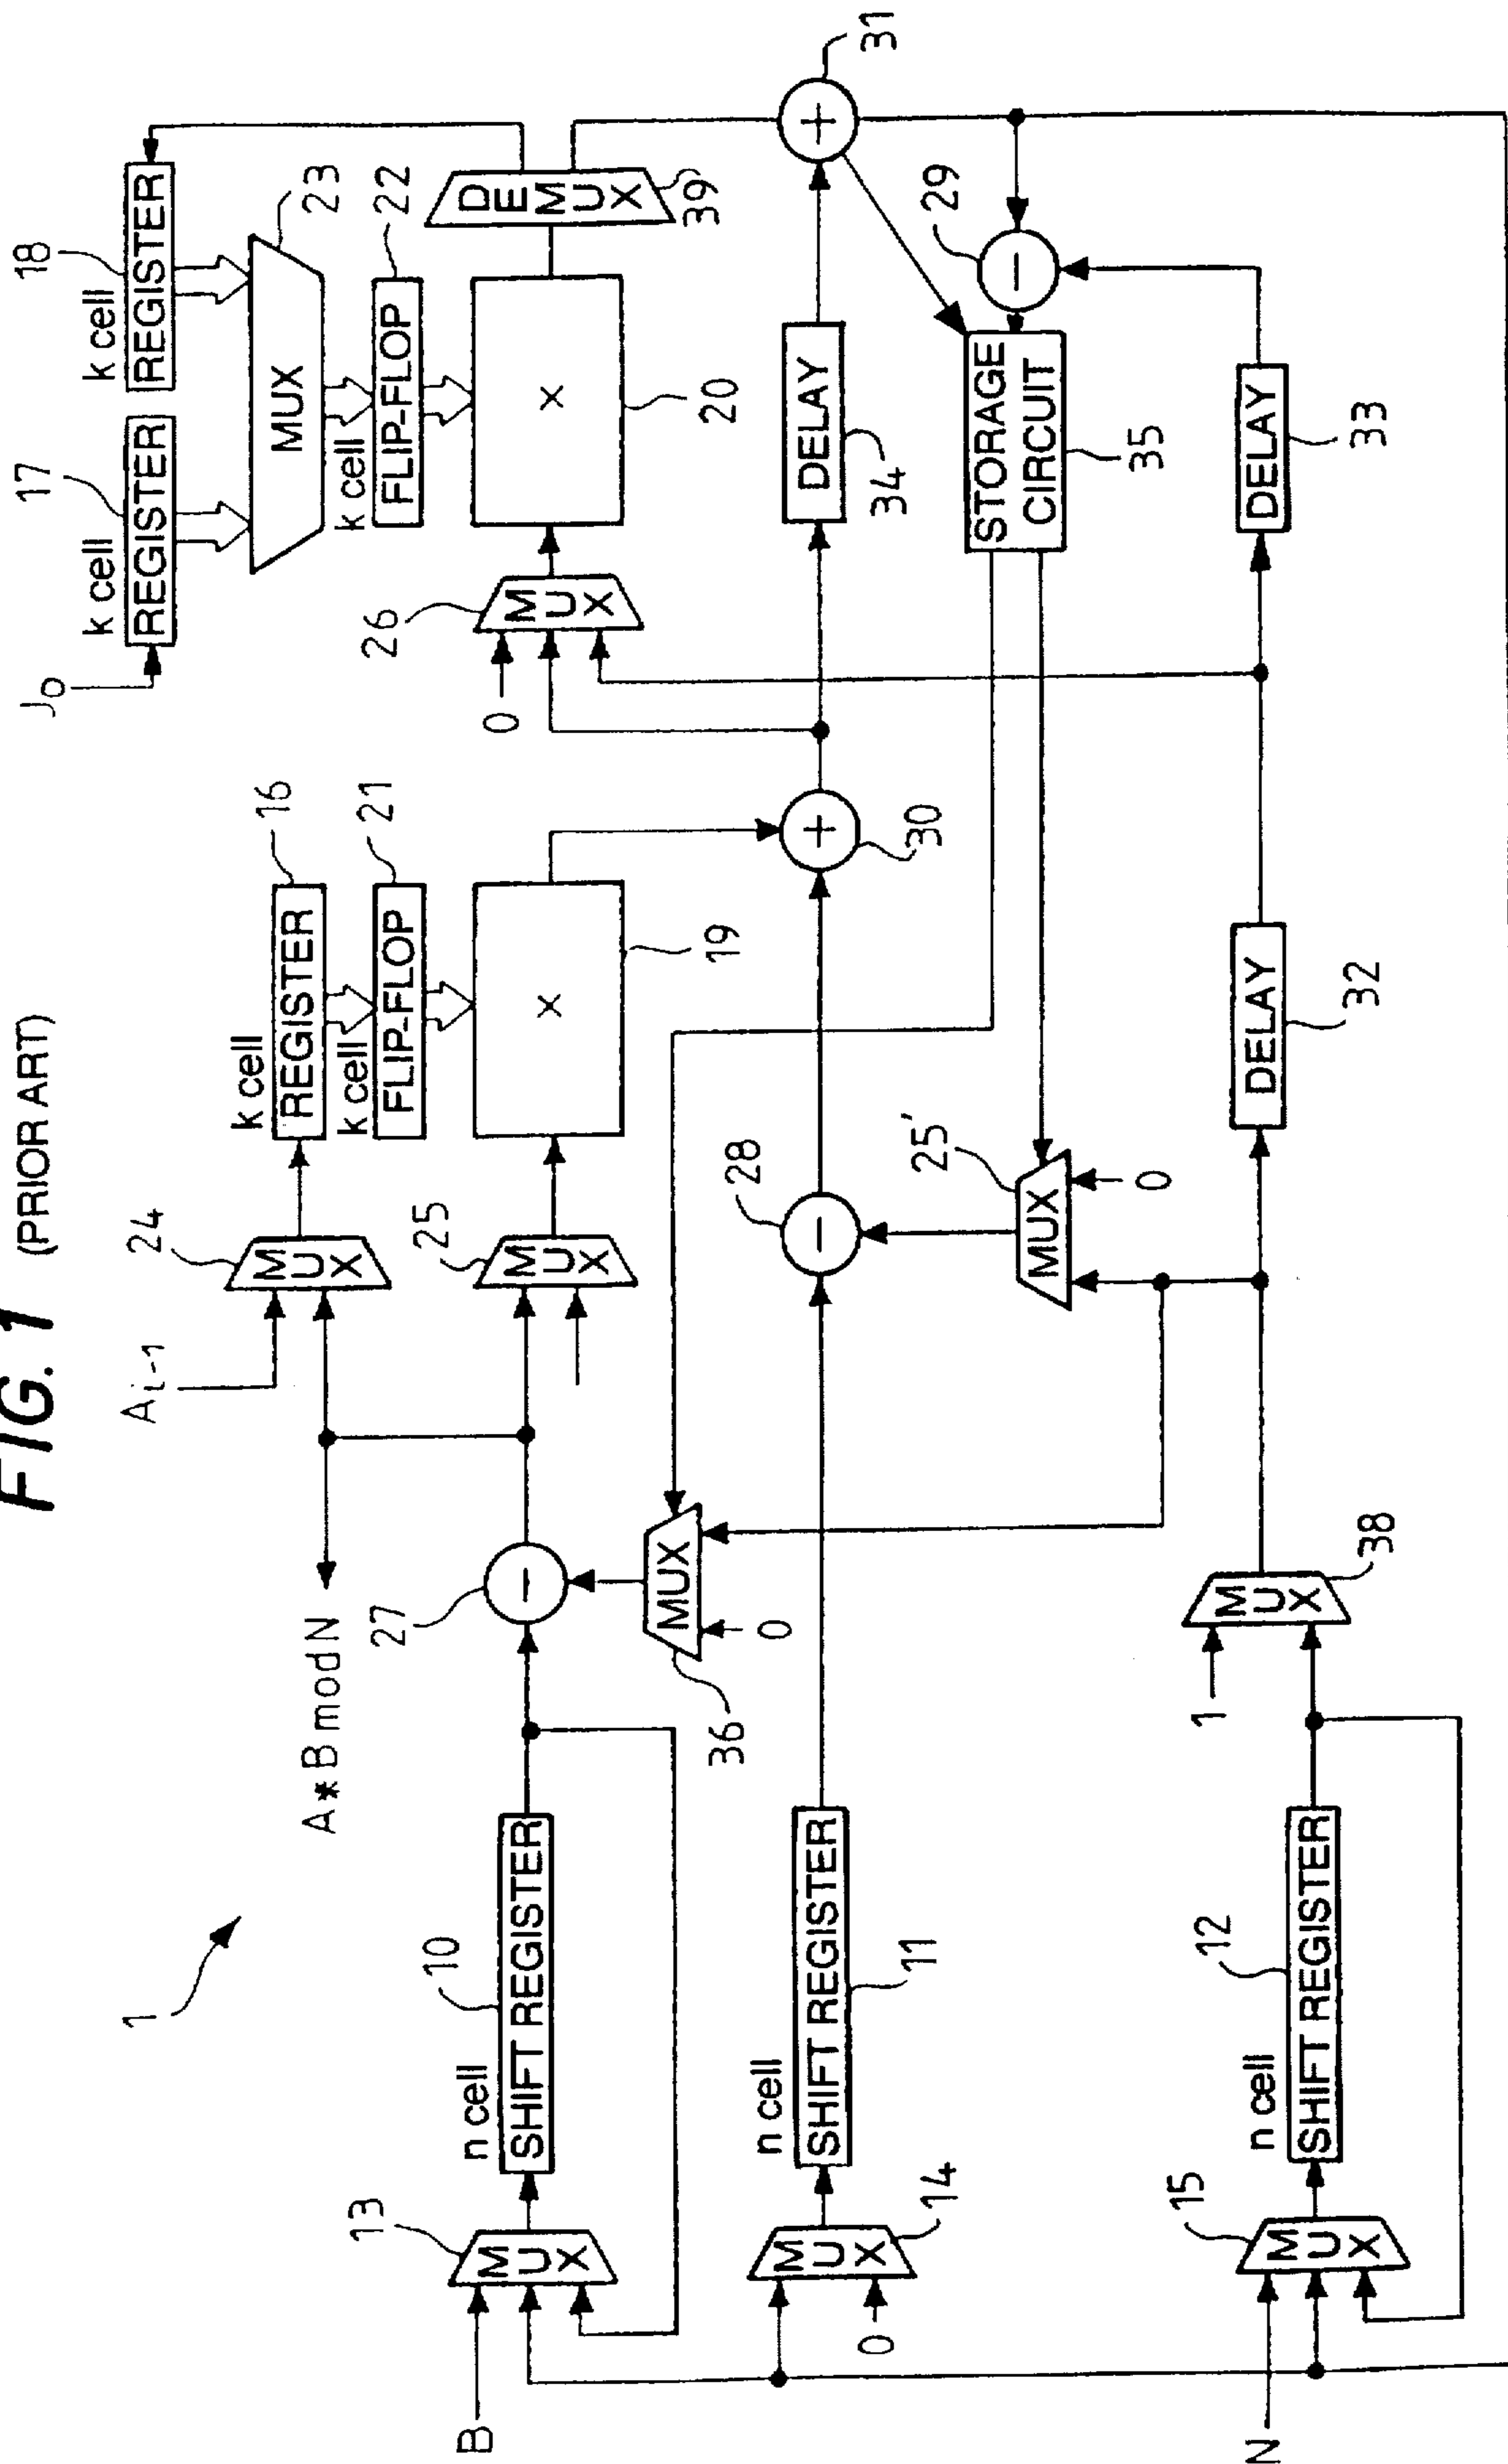 FIG. 1 (PRIOR ART)
1
A*B mod N
A i-1
24
MUX
k cell
REGISTER
16
k cell
FLIP-FLOP
21
J0
17
k cell
REGISTER
18
k cell
REGISTER
MUX
23
k cell
FLIP-FLOP
22
B
13
MUX
n cell
SHIFT REGISTER
10
27
−
25
MUX
×
19
26
0
MUX
×
20
DEMUX
39
36
MUX
0
14
0
MUX
n cell
SHIFT REGISTER
11
28
−
+
30
DELAY
34
+
31
25'
MUX
0
STORAGE
CIRCUIT
35
−
29
N
15
MUX
n cell
SHIFT REGISTER
12
1
MUX
38
DELAY
32
DELAY
33